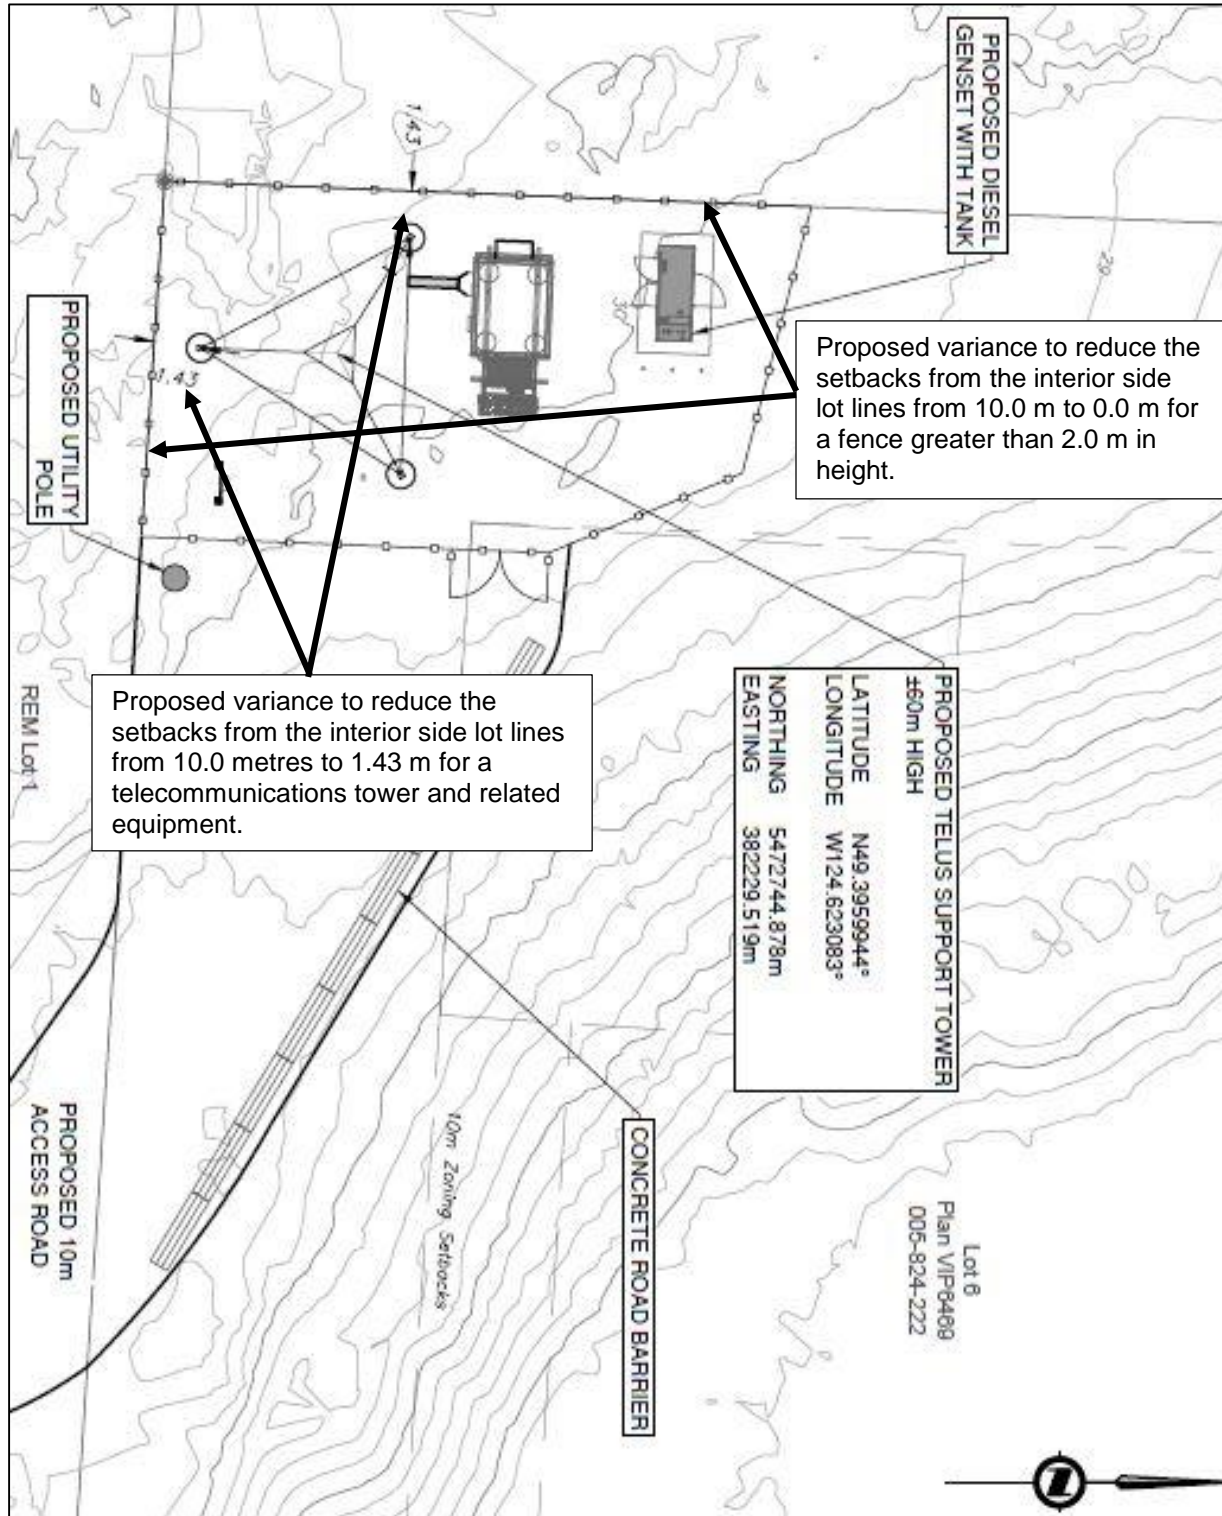 PROPOSED DIESEL
GENSET WITH TANK
1.43
29
30
Proposed variance to reduce the
setbacks from the interior side
lot lines from 10.0 m to 0.0 m for
a fence greater than 2.0 m in
height.
PROPOSED UTILITY
POLE
1.43
Proposed variance to reduce the
setbacks from the interior side lot lines
from 10.0 metres to 1.43 m for a
telecommunications tower and related
equipment.
PROPOSED TELUS SUPPORT TOWER
±60m HIGH
LATITUDE N49.3959944°
LONGITUDE W124.623083°
NORTHING 5472744.878m
EASTING 382229.519m
REM Lot 1
CONCRETE ROAD BARRIER
10m Zoning Setbacks
PROPOSED 10m
ACCESS ROAD
Lot 6
Plan VIP6469
005-824-222